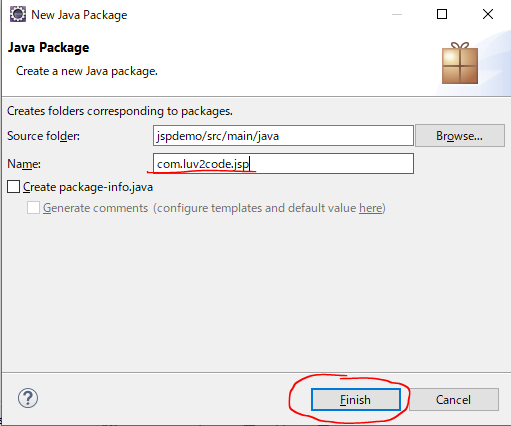 New Java Package
Java Package
Create a new Java package.
Creates folders corresponding to packages.
Source folder: jspdemo/src/main/java Browse...
Name: com.luv2code.jsp
Create package-info.java
Generate comments (configure templates and default value here)
? Finish Cancel